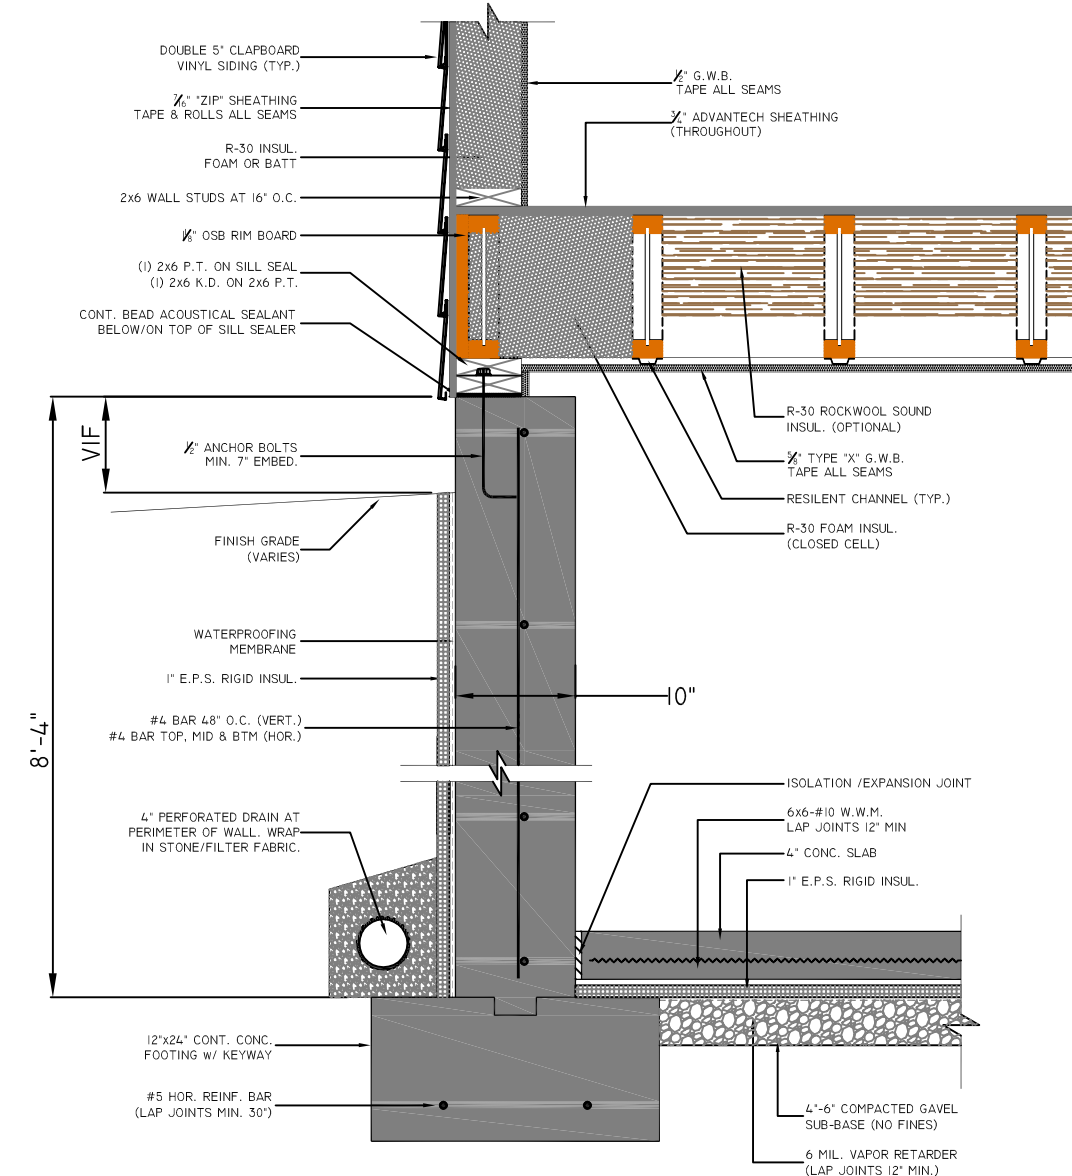 DOUBLE 5" CLAPBOARD
VINYL SIDING (TYP.)
7/16" "ZIP" SHEATHING
TAPE & ROLLS ALL SEAMS
R-30 INSUL.
FOAM OR BATT
2x6 WALL STUDS AT 16" O.C.
1 1/8" OSB RIM BOARD
(1) 2x6 P.T. ON SILL SEAL
(1) 2x6 K.D. ON 2x6 P.T.
CONT. BEAD ACOUSTICAL SEALANT
BELOW/ON TOP OF SILL SEALER
VIF
1/2" ANCHOR BOLTS
MIN. 7" EMBED.
FINISH GRADE
(VARIES)
WATERPROOFING
MEMBRANE
1" E.P.S. RIGID INSUL.
8'-4"
#4 BAR 48" O.C. (VERT.)
#4 BAR TOP, MID & BTM (HOR.)
4" PERFORATED DRAIN AT
PERIMETER OF WALL. WRAP
IN STONE/FILTER FABRIC.
12"x24" CONT. CONC.
FOOTING w/ KEYWAY
#5 HOR. REINF. BAR
(LAP JOINTS MIN. 30")
1/2" G.W.B.
TAPE ALL SEAMS
3/4" ADVANTECH SHEATHING
(THROUGHOUT)
R-30 ROCKWOOL SOUND
INSUL. (OPTIONAL)
5/8" TYPE "X" G.W.B.
TAPE ALL SEAMS
RESILENT CHANNEL (TYP.)
R-30 FOAM INSUL.
(CLOSED CELL)
10"
ISOLATION /EXPANSION JOINT
6x6-#10 W.W.M.
LAP JOINTS 12" MIN
4" CONC. SLAB
1" E.P.S. RIGID INSUL.
4"-6" COMPACTED GAVEL
SUB-BASE (NO FINES)
6 MIL. VAPOR RETARDER
(LAP JOINTS 12" MIN.)